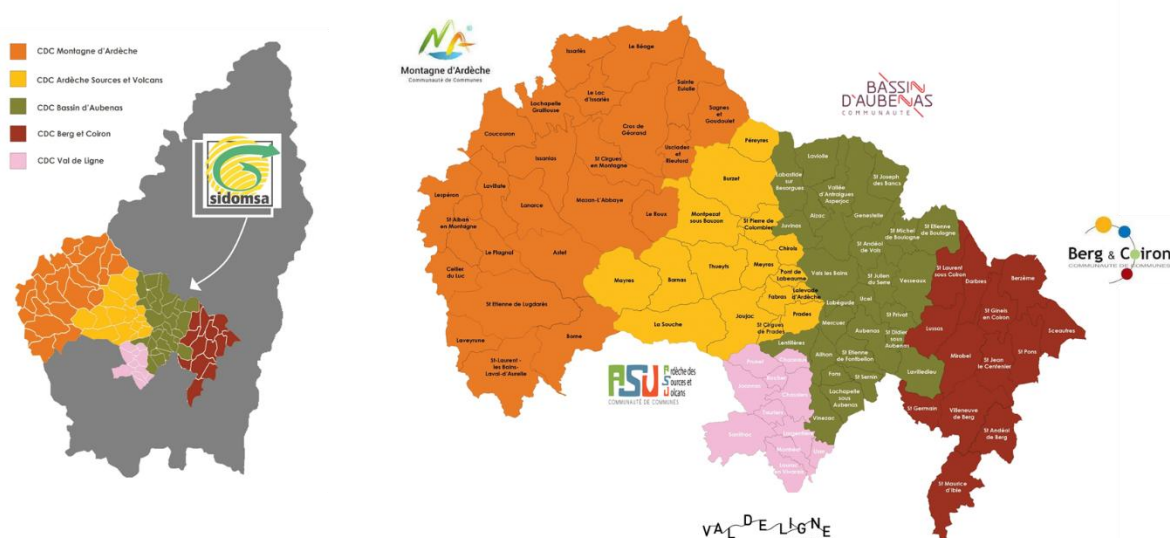 CDC Montagne d'Ardèche
CDC Ardèche Sources et Volcans
CDC Bassin d'Aubenas
CDC Berg et Coiron
CDC Val de Ligne
sidomsa
Montagne d'Ardèche
Communauté de Communes
BASSIN
D'AUBENAS
COMMUNAUTÉ
Berg & Coiron
COMMUNAUTÉ DE COMMUNES
ASV
Ardèche des
Sources et
Volcans
COMMUNAUTÉ DE COMMUNES
VAL DE LIGNE
Issarlès
Le Béage
Sainte
Eulalie
Le Lac
d'Issarlès
Lachapelle
Graillouse
Sagnes et
Goudoulet
Cros de
Géorand
Coucouron
Usclades et
Rieutord
Issanlas
St Cirgues
en Montagne
Lespéron
Lavillatte
Lanarce
Mazan-L'Abbaye
Le Roux
St Alban
en Montagne
Le Plagnal
Astet
Cellier
du Luc
St Etienne de Lugdarès
Laveyrune
Borne
St-Laurent -
les Bains-
Laval-d'Aurelle
Péreyres
Burzet
Montpezat
sous Bauzon
St Pierre de
Colombier
Chirols
Mayres
Barnas
Thueyts
Meyras
Pont de
Labeaume
Fabras
Lalevade
d'Ardèche
Prades
La Souche
Jaujac
St Cirgues
de Prades
Laviolle
Labastide
sur
Besorgues
Vallée
d'Antraigues
Asperjoc
St Joseph
des Bancs
Juvinas
Aizac
Genestelle
St Michel
de Boulogne
St Etienne
de Boulogne
St Andéol
de Vals
Vals les Bains
St Julien
du Serre
Vesseaux
Labégude
Ucel
St Privat
Mercuer
Aubenas
St Didier
sous
Aubenas
Lentillères
Ailhon
St Etienne
de Fontbellon
Fons
St Sernin
Lachapelle
sous
Aubenas
Vinezac
Lavilledieu
St Laurent
sous Coiron
Darbres
Berzème
St Gineis
en Coiron
Sceautres
Lussas
Mirabel
St Jean
le Centenier
St Pons
St Germain
Villeneuve
de Berg
St Andéol
de Berg
St Maurice
d'Ibie